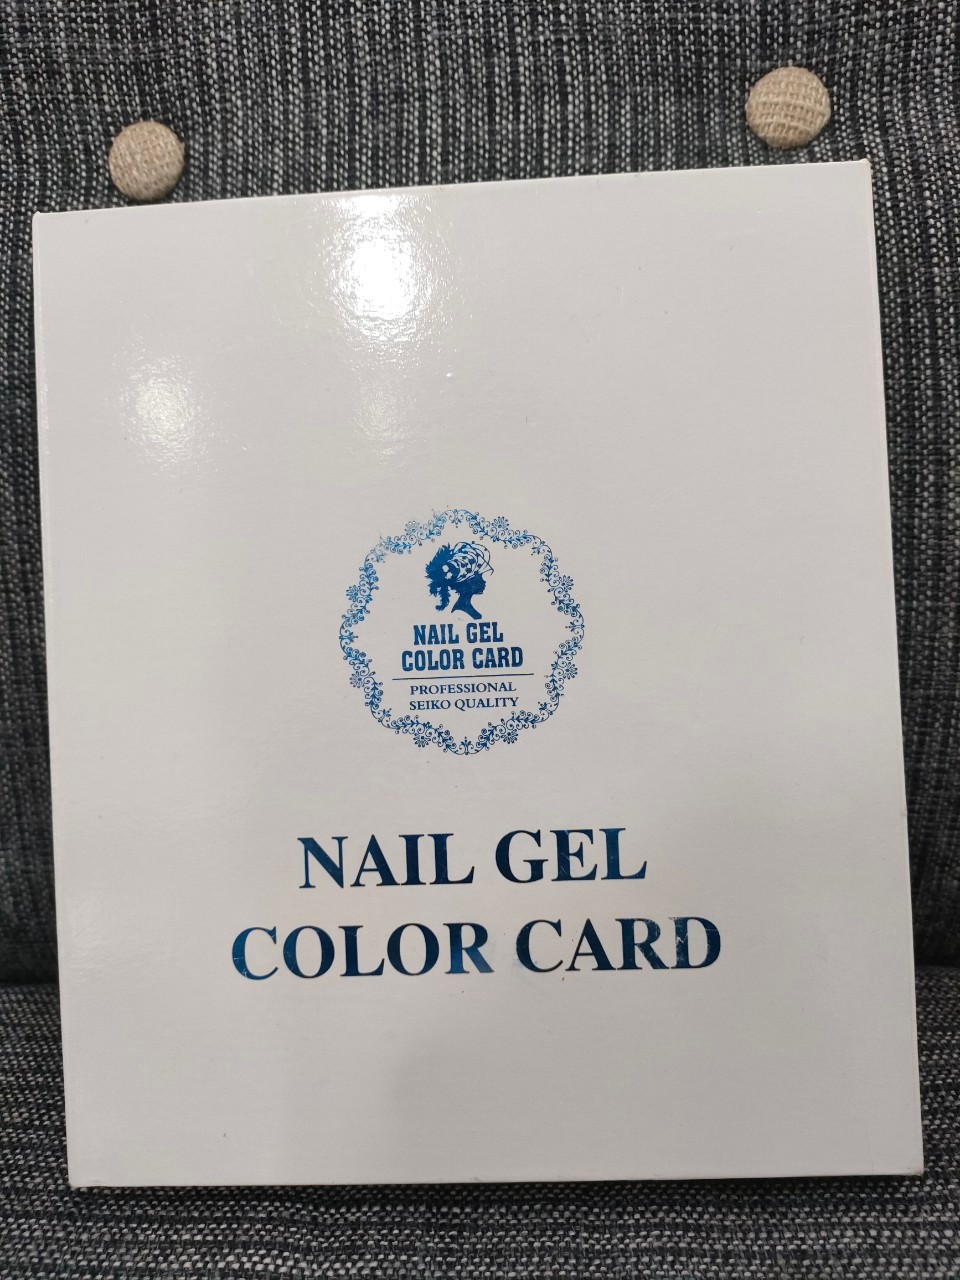 NAIL GEL
COLOR CARD
PROFESSIONAL
SEIKO QUALITY
NAIL GEL
COLOR CARD